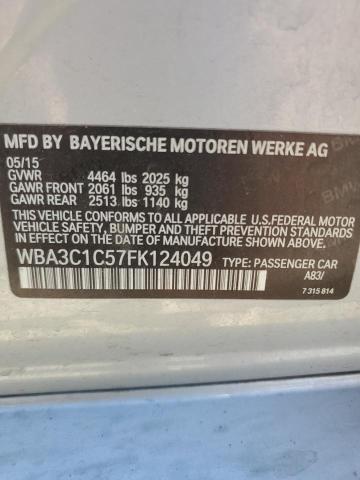 MFD BY BAYERISCHE MOTOREN WERKE AG
05/15
GVWR 4464 lbs 2025 kg
GAWR FRONT 2061 lbs 935 kg
GAWR REAR 2513 lbs 1140 kg
THIS VEHICLE CONFORMS TO ALL APPLICABLE U.S.FEDERAL MOTOR
VEHICLE SAFETY, BUMPER AND THEFT PREVENTION STANDARDS
IN EFFECT ON THE DATE OF MANUFACTURE SHOWN ABOVE.
WBA3C1C57FK124049 TYPE: PASSENGER CAR
A83/
7 315 814